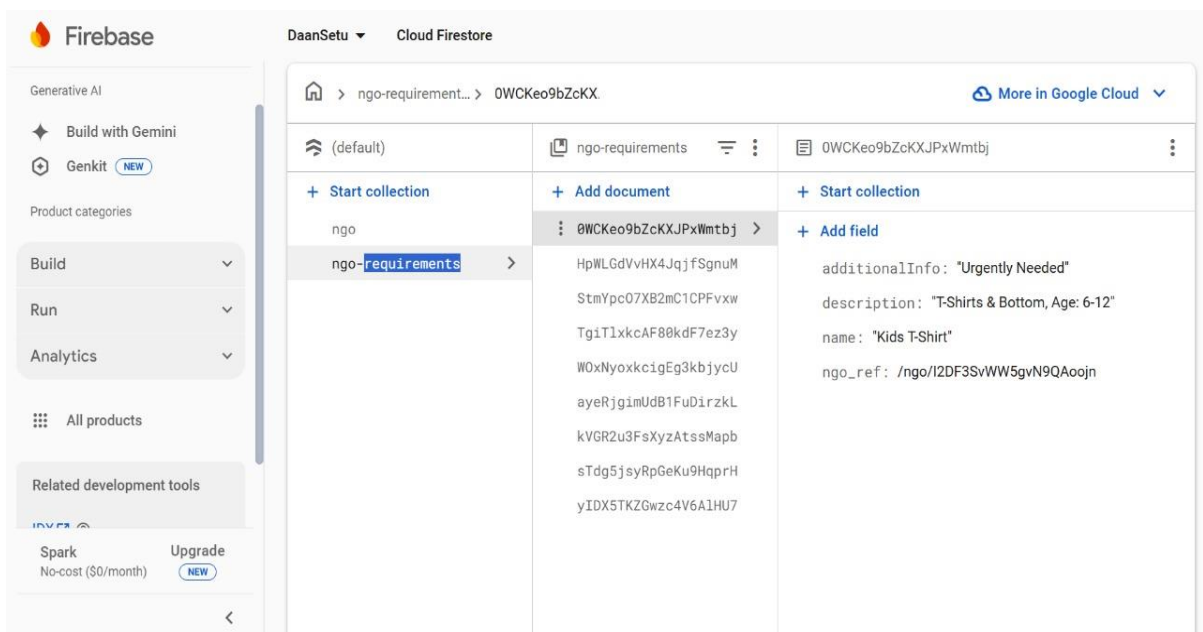 Firebase
Generative AI
Build with Gemini
Genkit NEW
Product categories
Build
Run
Analytics
All products
Related development tools
IDX
Spark
No-cost ($0/month)
Upgrade
NEW
DaanSetu
Cloud Firestore
ngo-requirement... > 0WCKeo9bZcKX.
More in Google Cloud
(default)
+ Start collection
ngo
ngo-requirements
ngo-requirements
+ Add document
0WCKeo9bZcKXJPxWmtbj
HpWLGdVvHX4JqjfSgnuM
StmYpcO7XB2mC1CPFvxw
TgiTlxkcAF80kdF7ez3y
WOxNyoxkcigEg3kbjycU
ayeRjgimUdB1FuDirzkL
kVGR2u3FsXyzAtssMapb
sTdg5jsyRpGeKu9HqprH
yIDX5TKZGwzc4V6AlHU7
0WCKeo9bZcKXJPxWmtbj
+ Start collection
+ Add field
additionalInfo: "Urgently Needed"
description: "T-Shirts & Bottom, Age: 6-12"
name: "Kids T-Shirt"
ngo_ref: /ngo/I2DF3SvWW5gvN9QAoojn